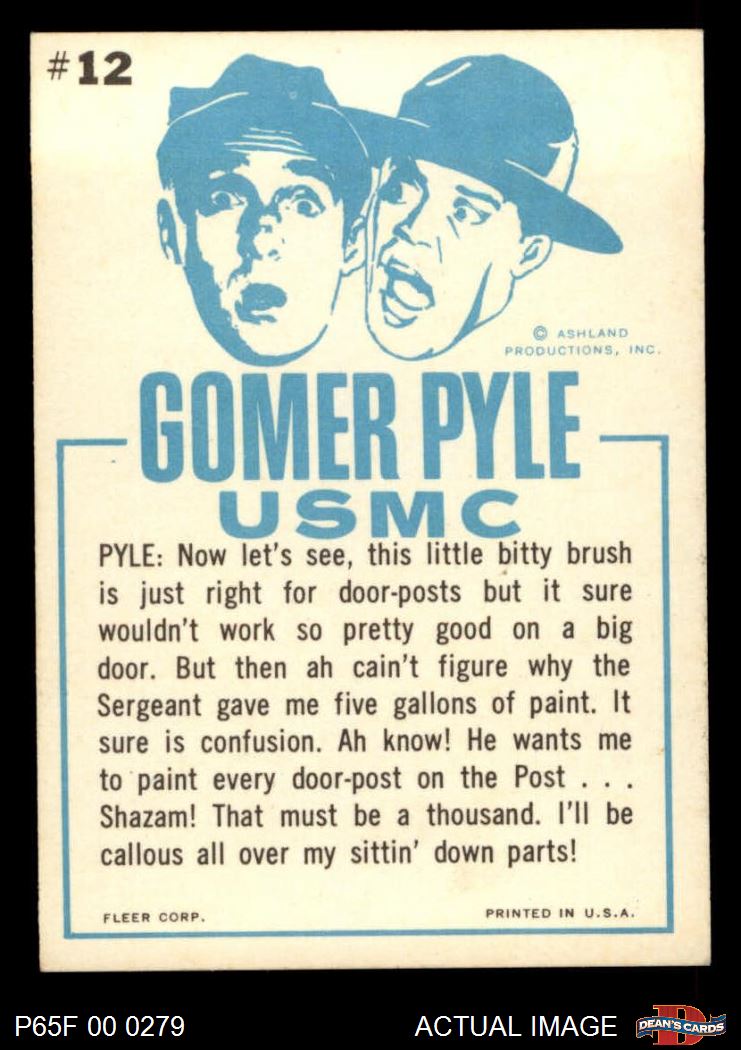 #12
© ASHLAND
PRODUCTIONS, INC.
GOMER PYLE
USMC
PYLE: Now let's see, this little bitty brush
is just right for door-posts but it sure
wouldn't work so pretty good on a big
door. But then ah cain't figure why the
Sergeant gave me five gallons of paint. It
sure is confusion. Ah know! He wants me
to paint every door-post on the Post . . .
Shazam! That must be a thousand. I'll be
callous all over my sittin' down parts!
FLEER CORP.
PRINTED IN U.S.A.
P65F 00 0279
ACTUAL IMAGE
D
DEAN'S CARDS